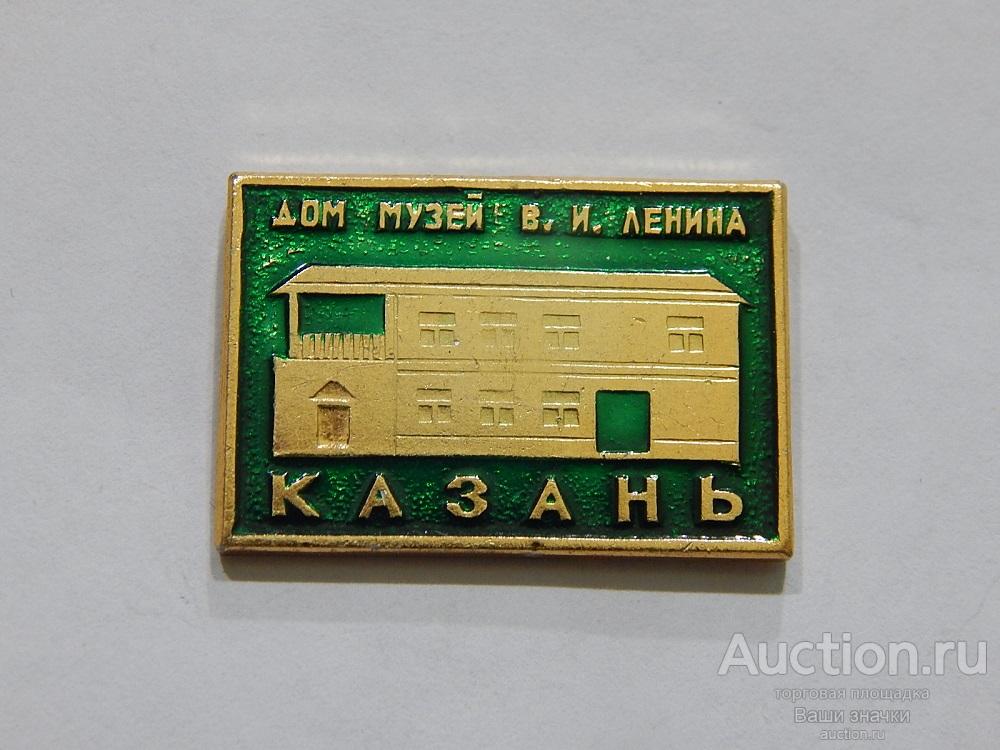 ДОМ МУЗЕЙ В. И. ЛЕНИНА
КАЗАНЬ
Auction.ru
торговая площадка
Ваши значки
auction.ru